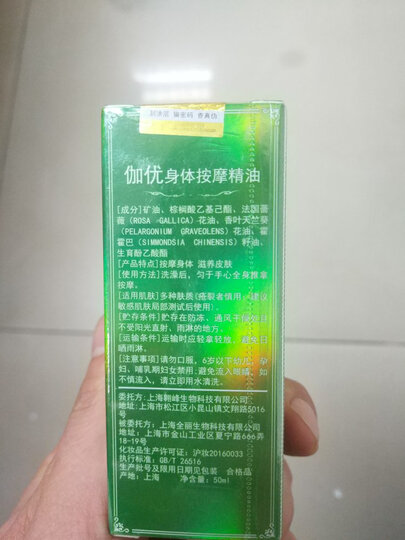 刮涂层 输密码 查真伪
伽优身体按摩精油
[成分]矿油、棕榈酸乙基己酯、法国蔷
薇(ROSA GALLICA)花油、香叶天竺葵
(PELARGONIUM GRAVEOLENS)花油、霍
霍巴(SIMMONDSIA CHINENSIS)籽油、
生育酚乙酸酯
[产品特点]按摩身体 滋养皮肤
[使用方法]洗澡后，匀于手心全身推拿
按摩。
[适用肌肤]多种肤质(疮裂者慎用，建议
敏感肌肤局部测试后使用)。
[贮存条件]贮存在防冻、通风干燥处且
不受阳光直射、雨淋的地方。
[运输条件]运输时应轻拿轻放，避免日
晒雨淋。
[注意事项]请勿口服，6岁以下幼儿、孕
妇、哺乳期妇女禁用.避免流入眼睛，如
不慎流入，请立即用水清洗。
委托方:上海翱峰生物科技有限公司
地址:上海市松江区小昆山镇文翔路5016
号
被委托方:上海全丽生物科技有限公司
地址:上海市金山工业区夏宁路666弄
18-19号
化妆品生产许可证:沪妆20160033
执行标准:GB/T 26516
生产批号及限用日期见包装 合格品
产地:上海 净含量:50ml